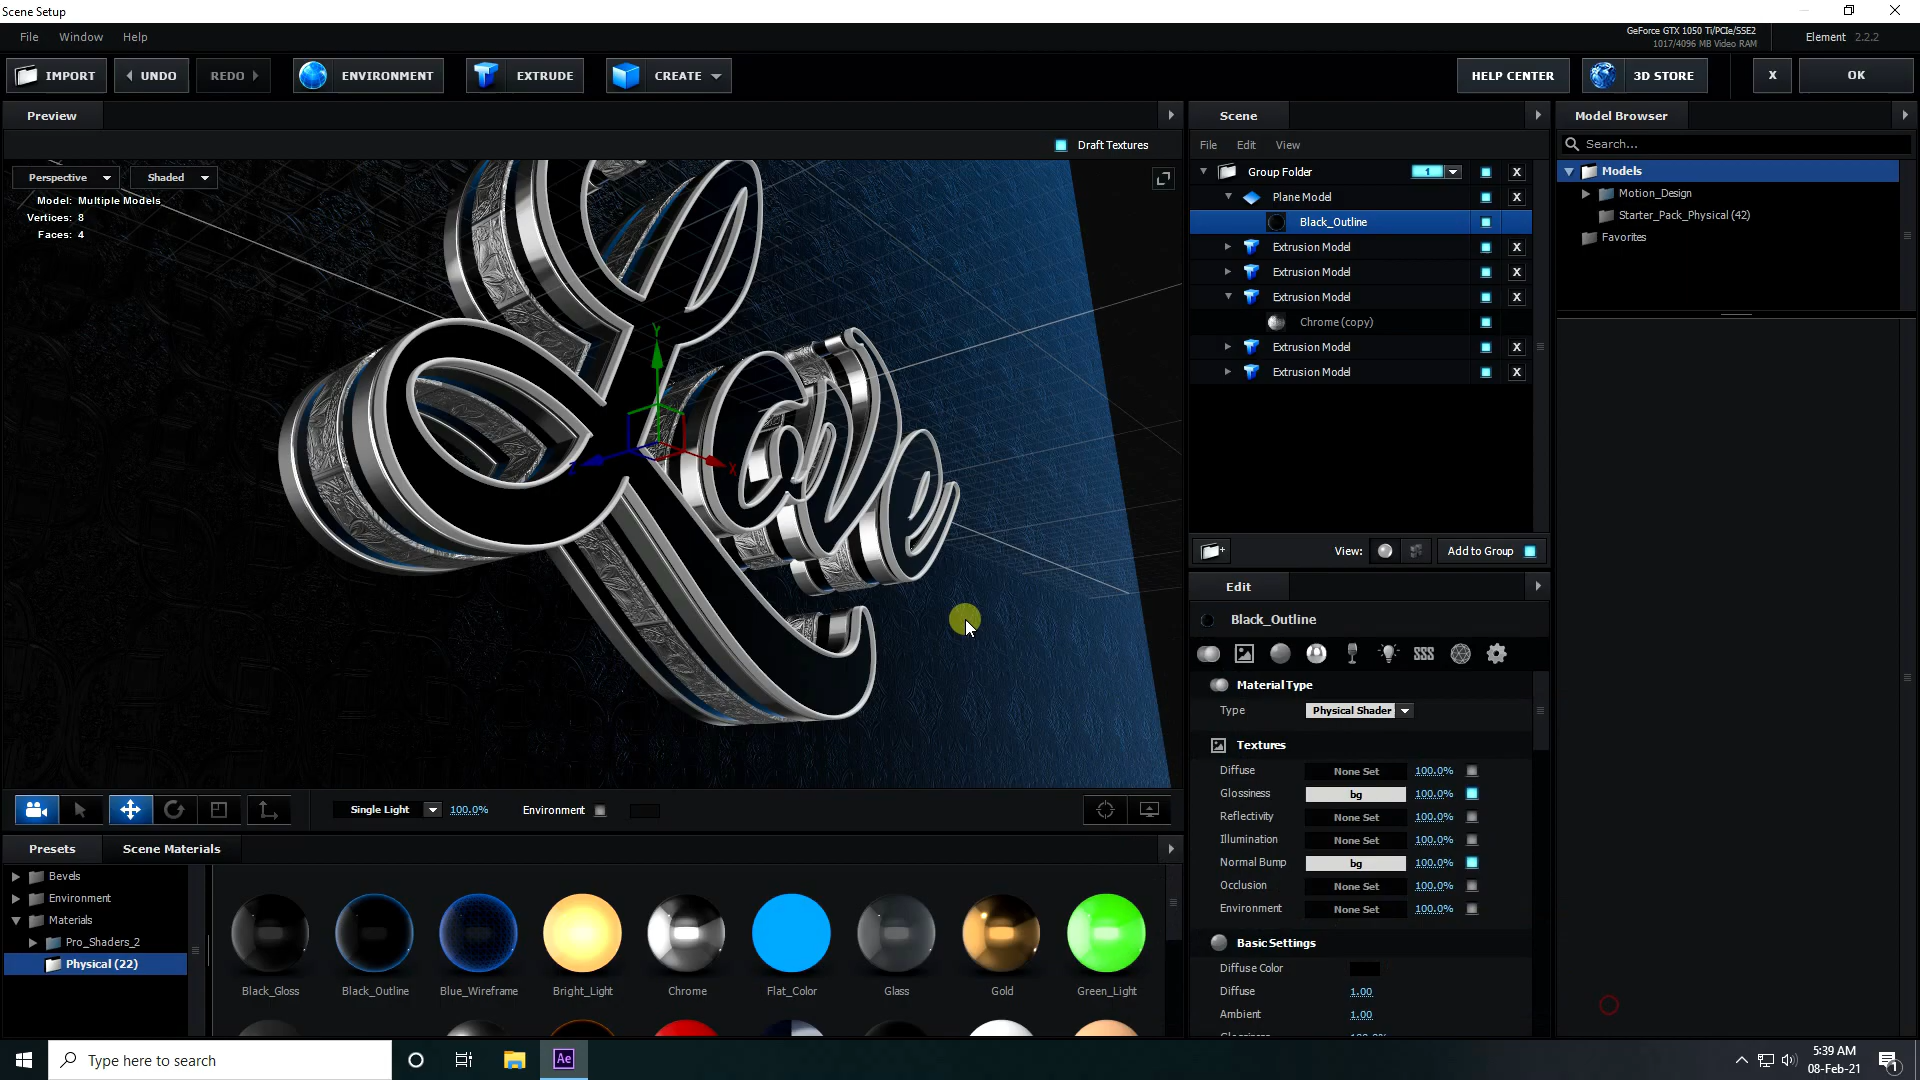 Scene Setup
File Window Help
GeForce GTX 1050 Ti/PCIe/SSE2
1017/4096 MB Video RAM
Element 2.2.2
IMPORT UNDO REDO ENVIRONMENT EXTRUDE CREATE HELP CENTER 3D STORE X OK
Preview
Draft Textures
Perspective Shaded
Model: Multiple Models
Vertices: 8
Faces: 4
Y
X
Single Light 100.0% Environment
Presets Scene Materials
Bevels
Environment
Materials
Pro_Shaders_2
Physical (22)
Black_Gloss Black_Outline Blue_Wireframe Bright_Light Chrome Flat_Color Glass Gold Green_Light
Scene
File Edit View
Group Folder 1 X
Plane Model X
Black_Outline
Extrusion Model X
Extrusion Model X
Extrusion Model X
Chrome (copy)
Extrusion Model X
Extrusion Model X
View: Add to Group
Edit
Black_Outline
SSS
Material Type
Type Physical Shader
Textures
Diffuse None Set 100.0%
Glossiness bg 100.0%
Reflectivity None Set 100.0%
Illumination None Set 100.0%
Normal Bump bg 100.0%
Occlusion None Set 100.0%
Environment None Set 100.0%
Basic Settings
Diffuse Color
Diffuse 1.00
Ambient 1.00
Glossiness 100.0%
Model Browser
Search...
Models
Motion_Design
Starter_Pack_Physical (42)
Favorites
Type here to search
Ae
5:39 AM
08-Feb-21
1